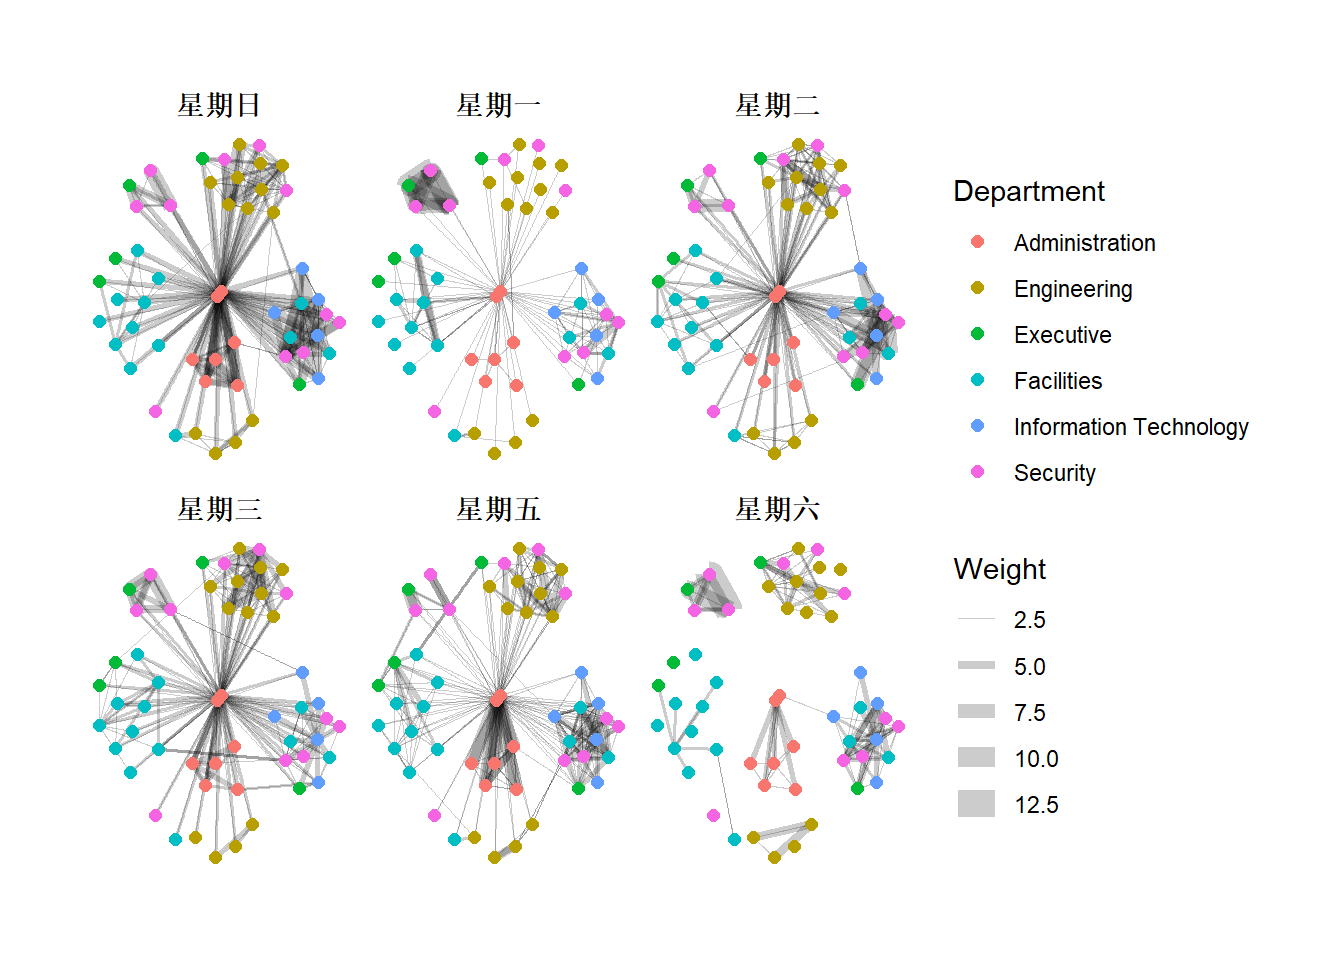 星期日
星期一
星期二
星期三
星期五
星期六
Department
Administration
Engineering
Executive
Facilities
Information Technology
Security
Weight
2.5
5.0
7.5
10.0
12.5